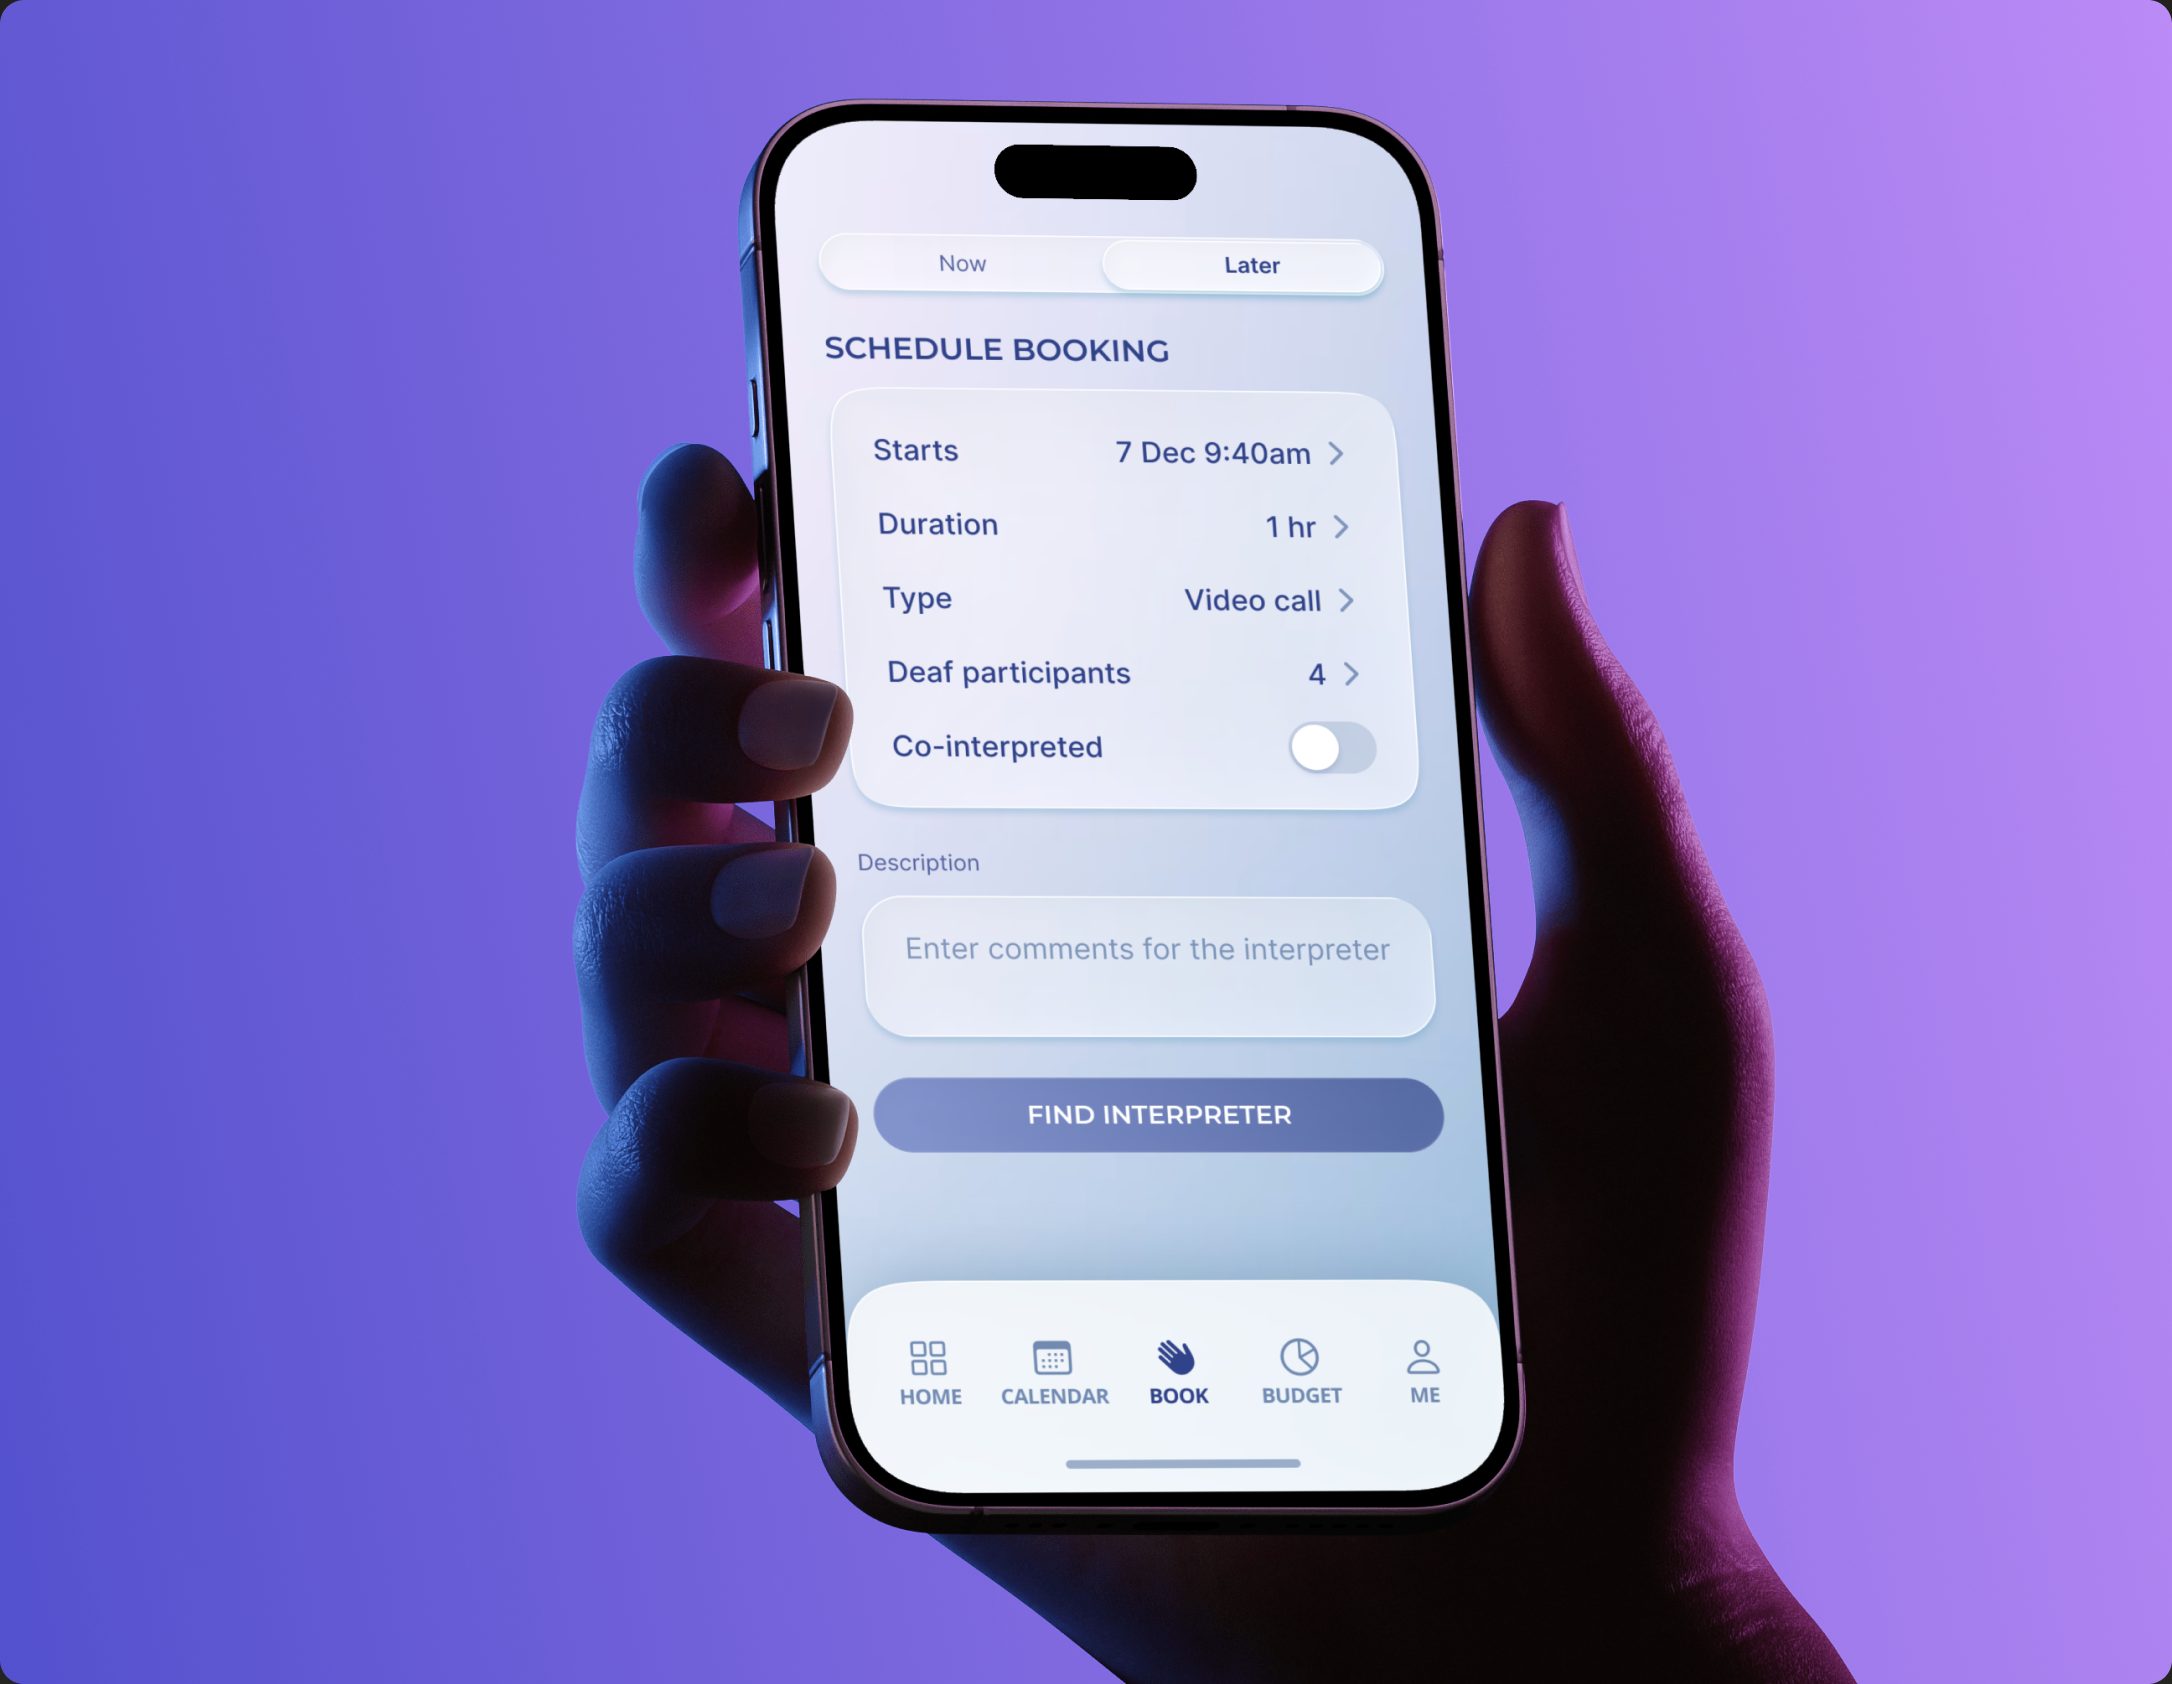 Now Later
SCHEDULE BOOKING
Starts 7 Dec 9:40am
Duration 1 hr
Type Video call
Deaf participants 4
Co-interpreted
Description
Enter comments for the interpreter
FIND INTERPRETER
HOME CALENDAR BOOK BUDGET ME